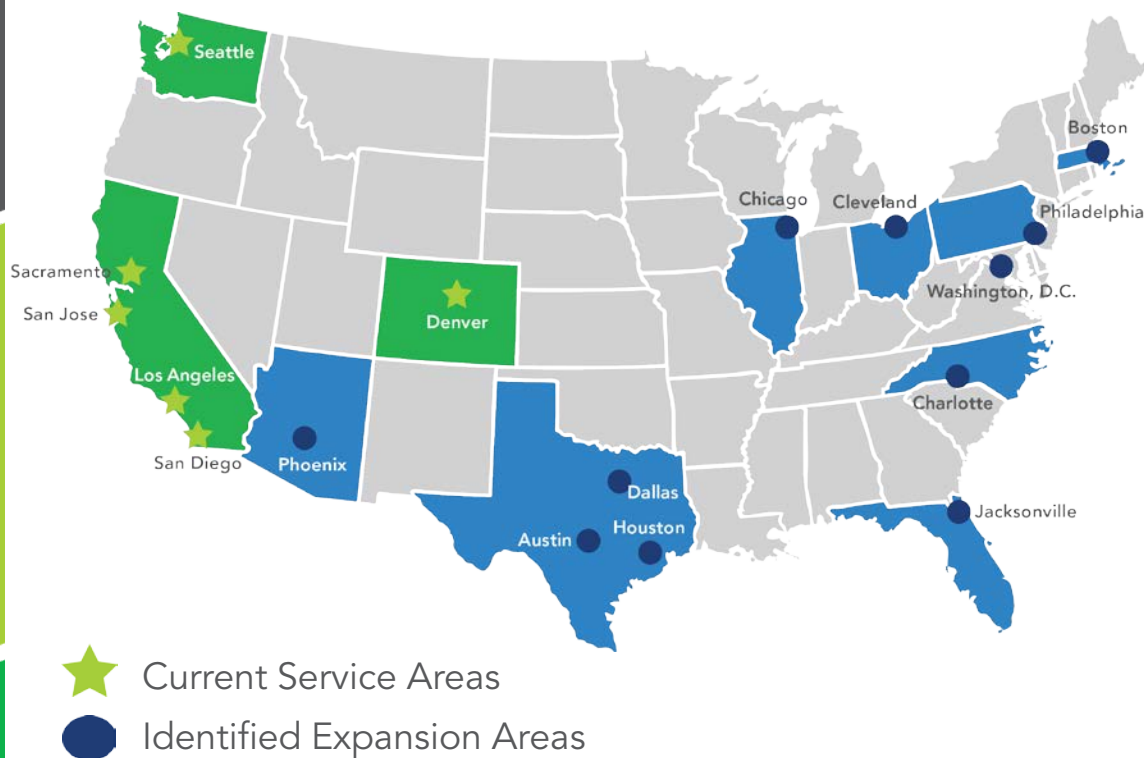 Seattle
Boston
Chicago
Cleveland
Philadelphia
Sacramento
Washington, D.C.
San Jose
Denver
Los Angeles
Charlotte
San Diego
Phoenix
Dallas
Jacksonville
Houston
Austin
Current Service Areas
Identified Expansion Areas